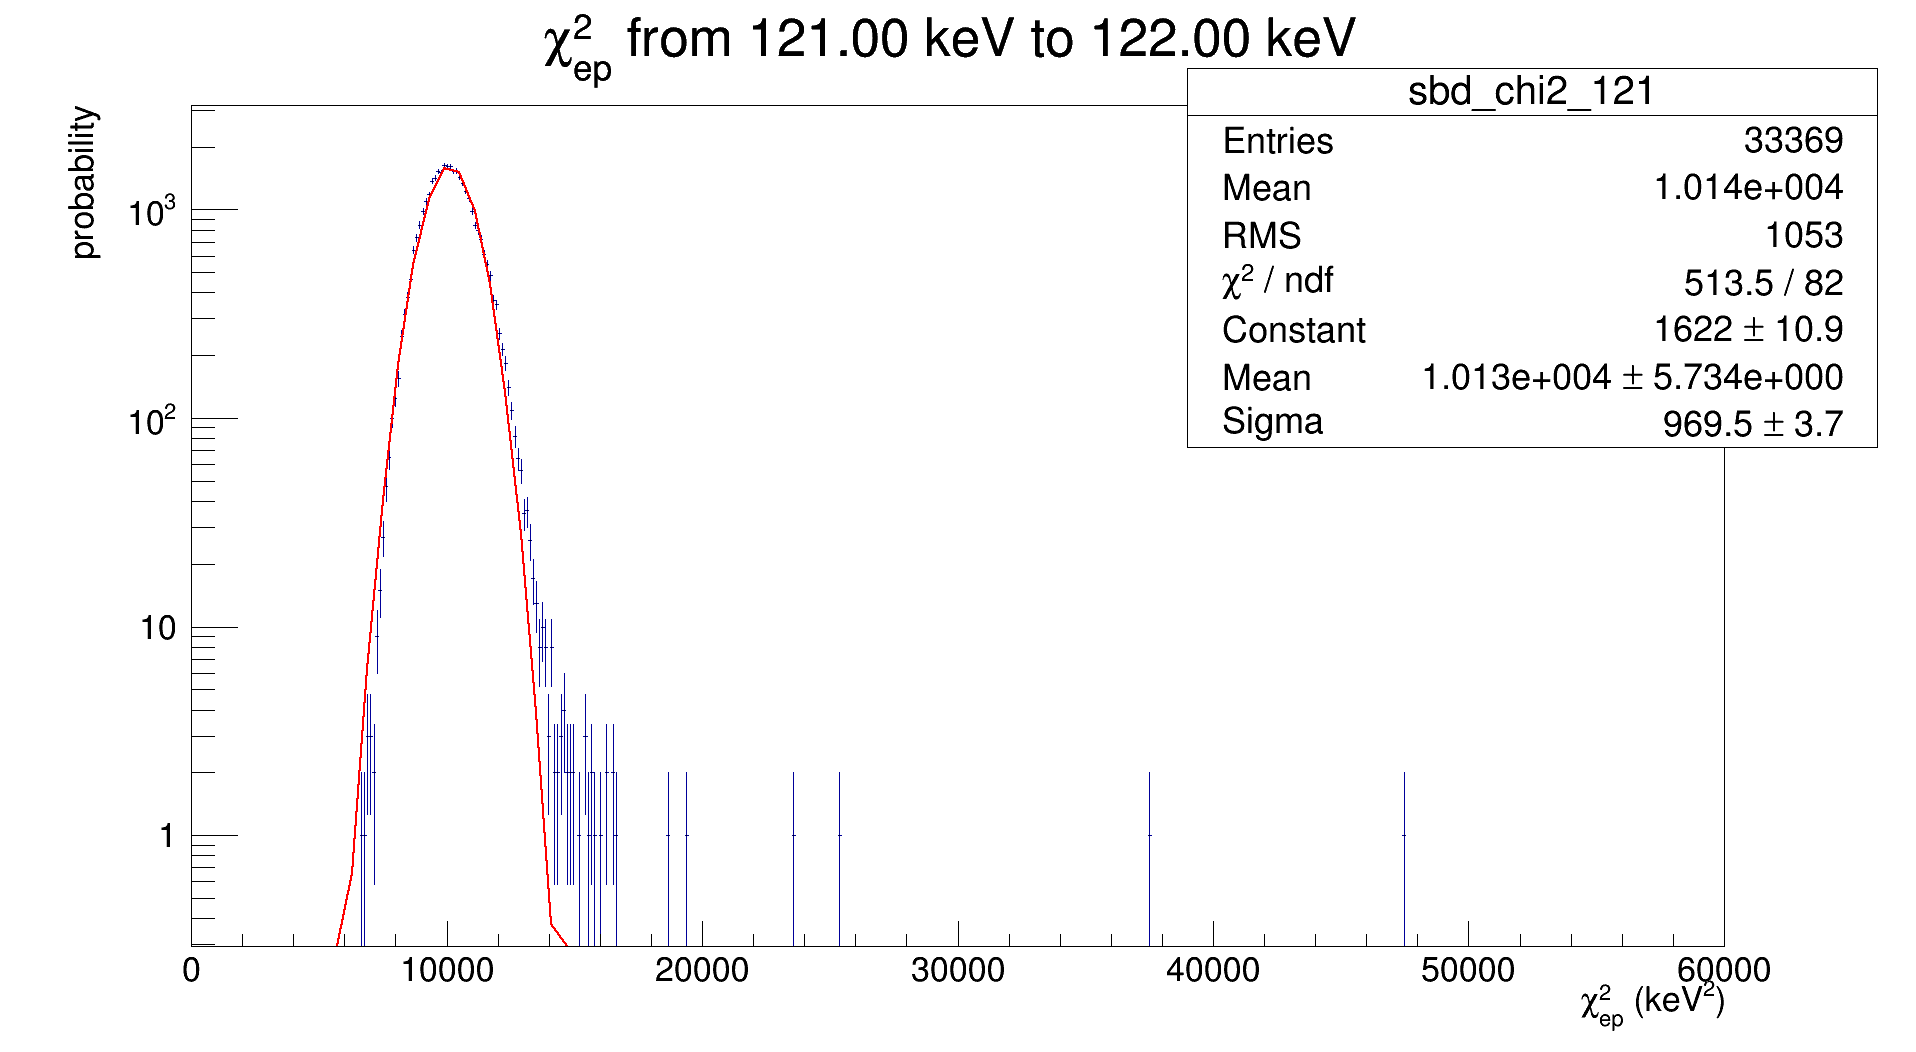 χ²ep from 121.00 keV to 122.00 keV
sbd_chi2_121
Entries 33369
Mean 1.014e+004
RMS 1053
χ² / ndf 513.5 / 82
Constant 1622 ± 10.9
Mean 1.013e+004 ± 5.734e+000
Sigma 969.5 ± 3.7
probability
10³
10²
10
1
0 10000 20000 30000 40000 50000 60000
χ²ep (keV²)